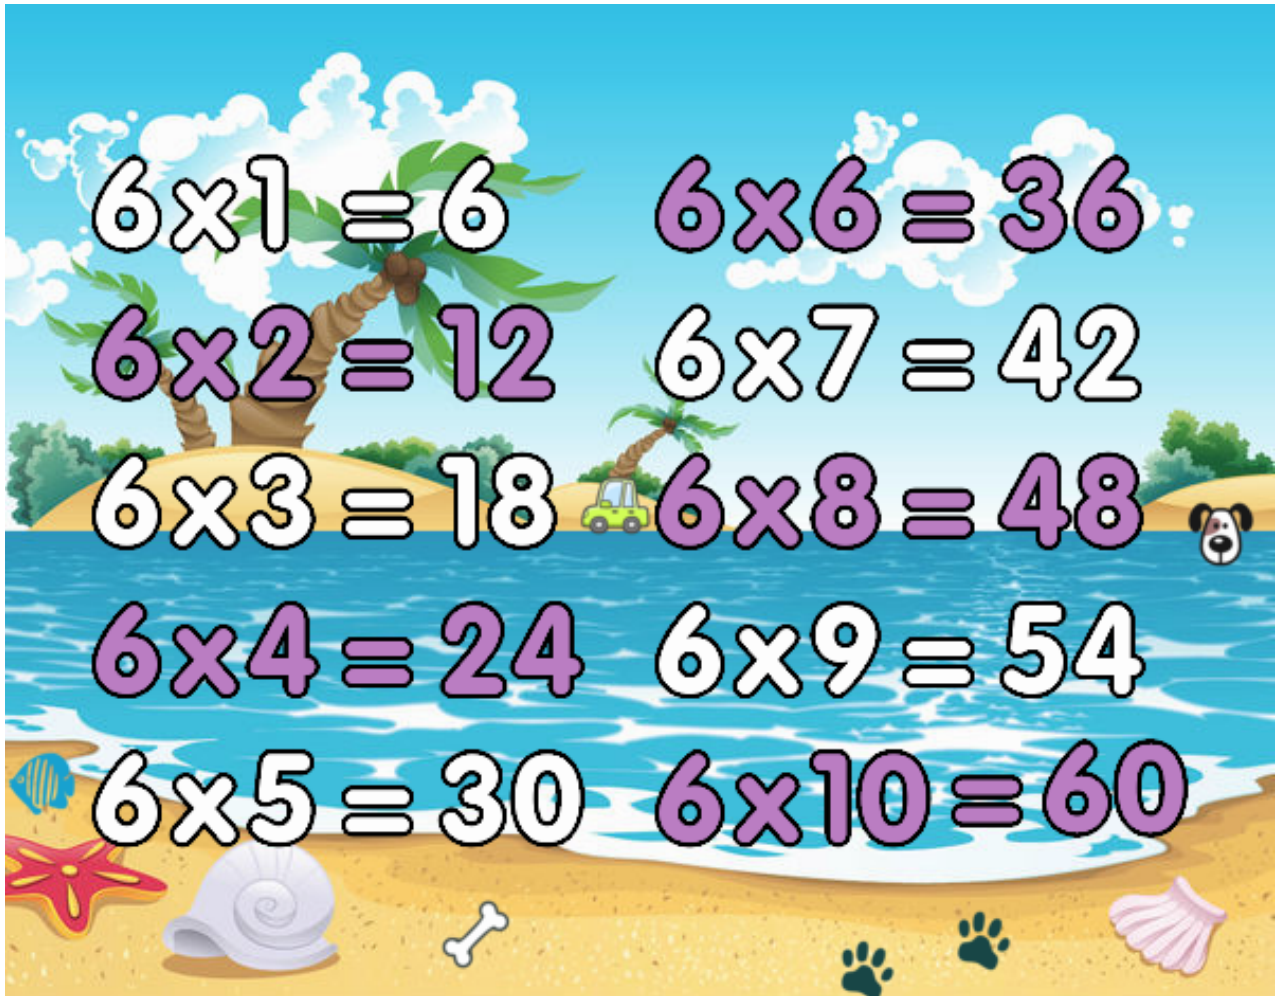 6x1 = 6
6x2 = 12
6x3 = 18
6x4 = 24
6x5 = 30
6x6 = 36
6x7 = 42
6x8 = 48
6x9 = 54
6x10 = 60